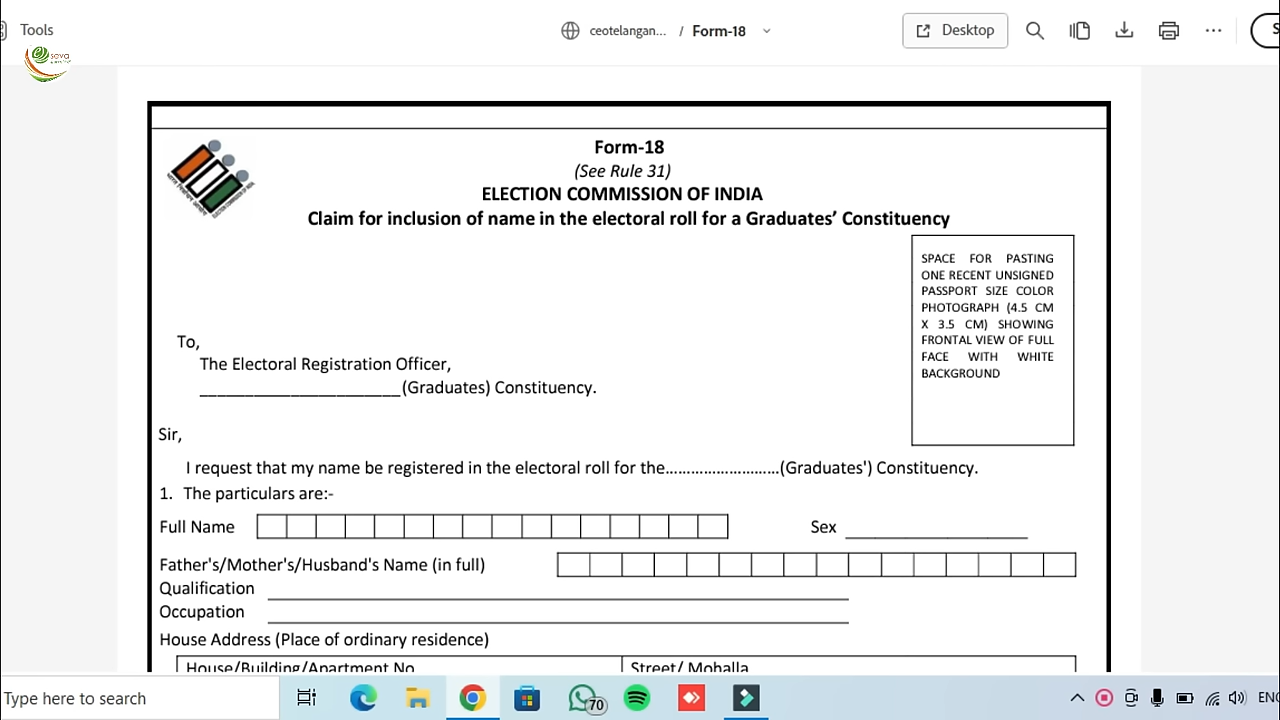 Tools
ceotelangan... / Form-18
Desktop
seva
Form-18
(See Rule 31)
ELECTION COMMISSION OF INDIA
Claim for inclusion of name in the electoral roll for a Graduates’ Constituency
SPACE FOR PASTING
ONE RECENT UNSIGNED
PASSPORT SIZE COLOR
PHOTOGRAPH (4.5 CM
X 3.5 CM) SHOWING
FRONTAL VIEW OF FULL
FACE WITH WHITE
BACKGROUND
To,
The Electoral Registration Officer,
______________________(Graduates) Constituency.
Sir,
I request that my name be registered in the electoral roll for the...........................(Graduates') Constituency.
1. The particulars are:-
Full Name
Sex ____________________
Father's/Mother's/Husband's Name (in full)
Qualification
Occupation
House Address (Place of ordinary residence)
House/Building/Apartment No
Street/ Mohalla
Type here to search
70
ENG